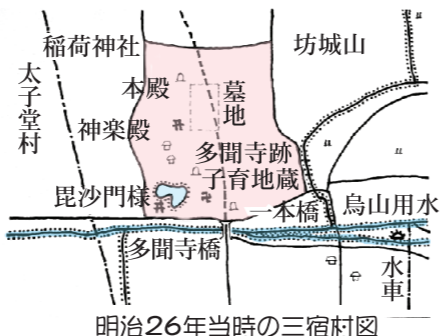 稲荷神社
坊城山
太子堂村
本殿
墓地
神楽殿
多聞寺跡
子育地蔵
毘沙門様
一本橋
烏山用水
多聞寺橋
水車
明治26年当時の三宿村図